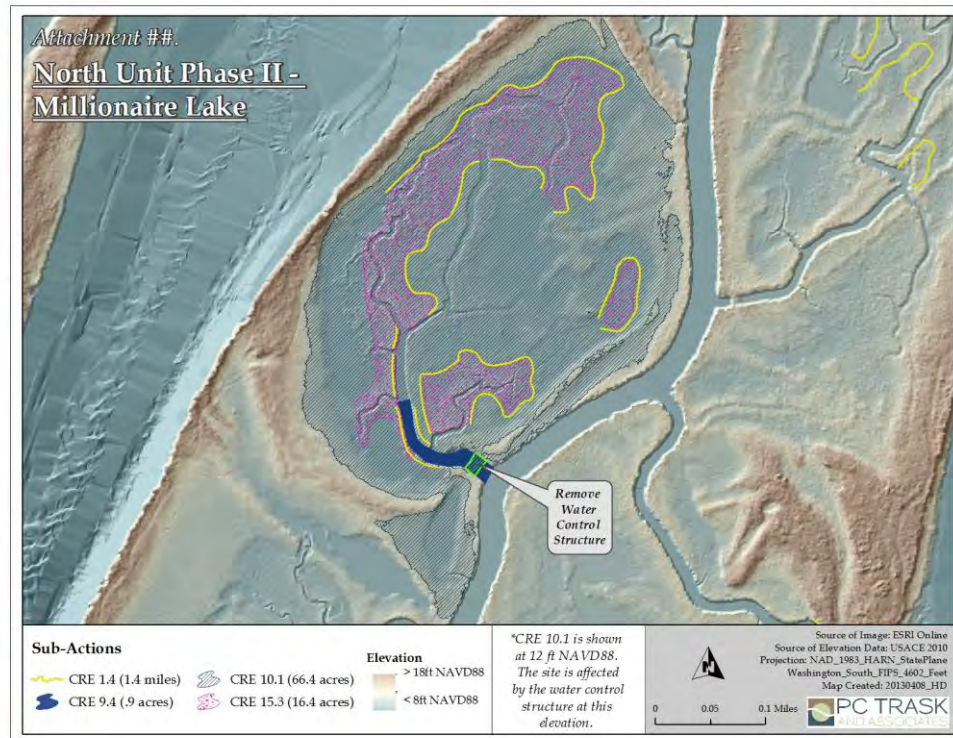 Attachment ##.
North Unit Phase II -
Millionaire Lake
Remove
Water
Control
Structure
Sub-Actions
CRE 1.4 (1.4 miles)
CRE 9.4 (.9 acres)
CRE 10.1 (66.4 acres)
CRE 15.3 (16.4 acres)
Elevation
> 18ft NAVD88
< 8ft NAVD88
*CRE 10.1 is shown
at 12 ft NAVD88.
The site is affected
by the water control
structure at this
elevation.
N
0 0.05 0.1 Miles
Source of Image: ESRI Online
Source of Elevation Data: USACE 2010
Projection: NAD_1983_HARN_StatePlane
Washington_South_FIPS_4602_Feet
Map Created: 20130408_HD
PC TRASK
AND ASSOCIATES